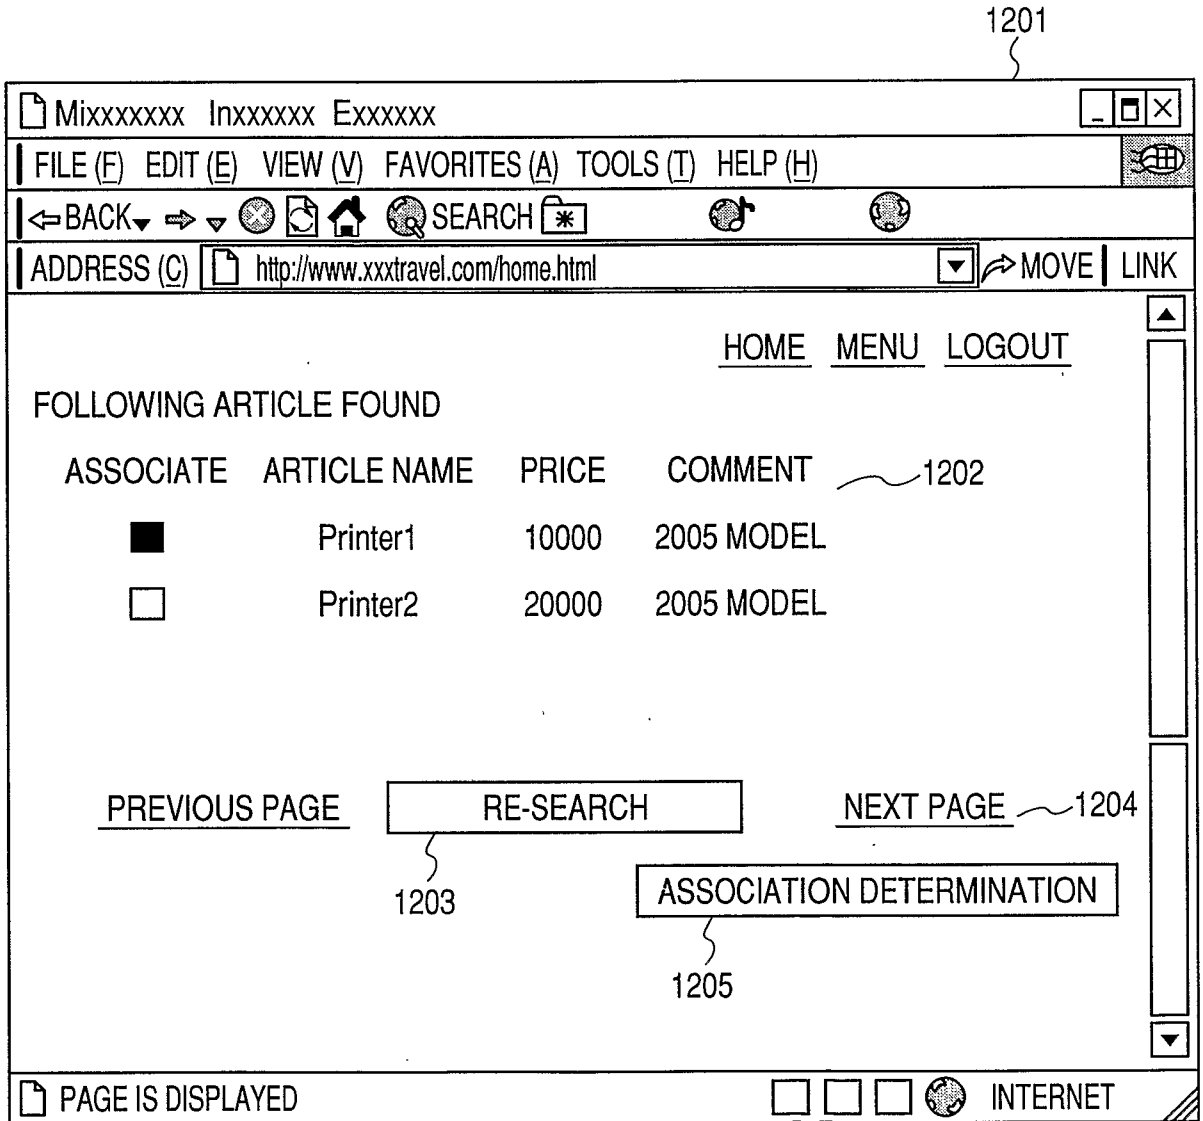 1201
Mixxxxxxx Inxxxxxx Exxxxxx
FILE (F) EDIT (E) VIEW (V) FAVORITES (A) TOOLS (T) HELP (H)
BACK SEARCH
ADDRESS (C) http://www.xxxtravel.com/home.html MOVE LINK
HOME MENU LOGOUT
FOLLOWING ARTICLE FOUND
ASSOCIATE ARTICLE NAME PRICE COMMENT 1202
Printer1 10000 2005 MODEL
Printer2 20000 2005 MODEL
PREVIOUS PAGE RE-SEARCH NEXT PAGE 1204
1203 ASSOCIATION DETERMINATION
1205
PAGE IS DISPLAYED INTERNET